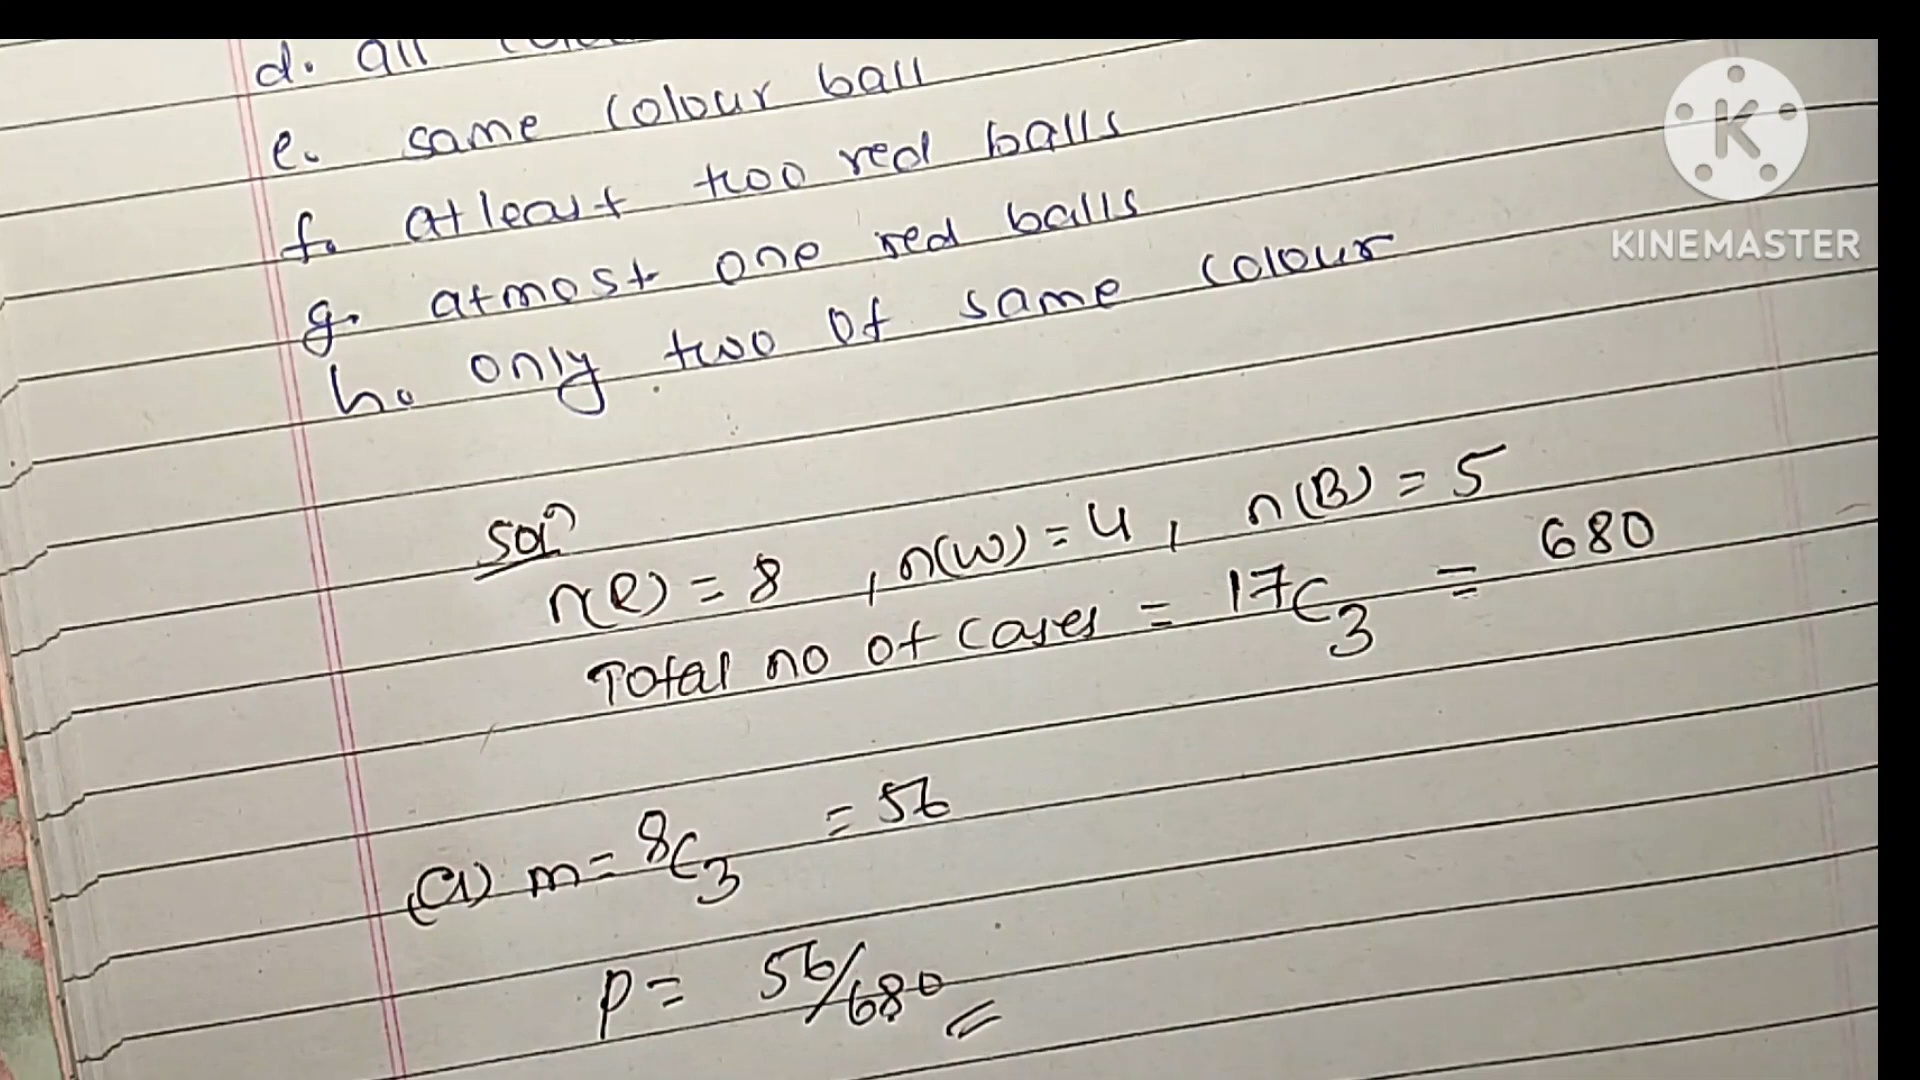 d. all
e. same colour ball
f. atleast two red balls
g. atmost one red balls
h. only two of same colour
K
KINEMASTER
Sol?
n(R) = 8 , n(W) = 4 , n(B) = 5
Total no of cases = 17C3 = 680
(a) m = 8C3 = 56
P = 56/680